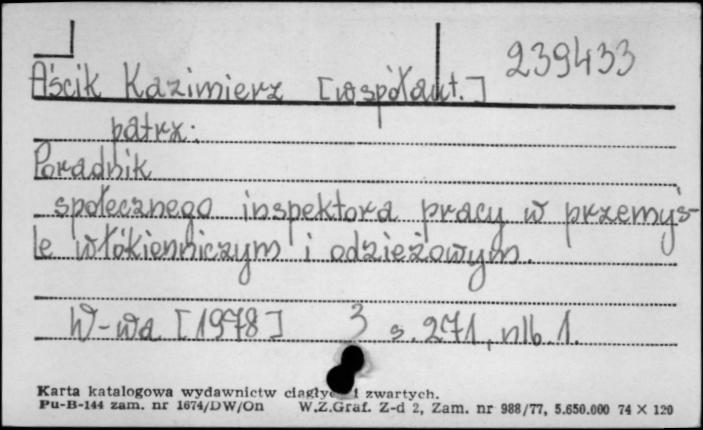 239433
Aścik Kazimierz [współaut.]
patrz:
Poradnik
społecznego inspektora pracy w przemyś-
le włókienniczym i odzieżowym.
W-wa [1978] 3 s. 271, nlb. 1.
Karta katalogowa wydawnictw ciągłych i zwartych.
Pu-B-144 zam. nr 1674/DW/On W.Z.Graf. Z-d 2, Zam. nr 988/77, 5.650.000 74 X 120